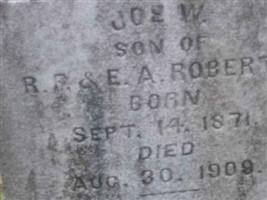 JOE W.
SON OF
R. F. & E. A. ROBERT
BORN
SEPT. 14. 1871.
DIED
AUG. 30. 1909.